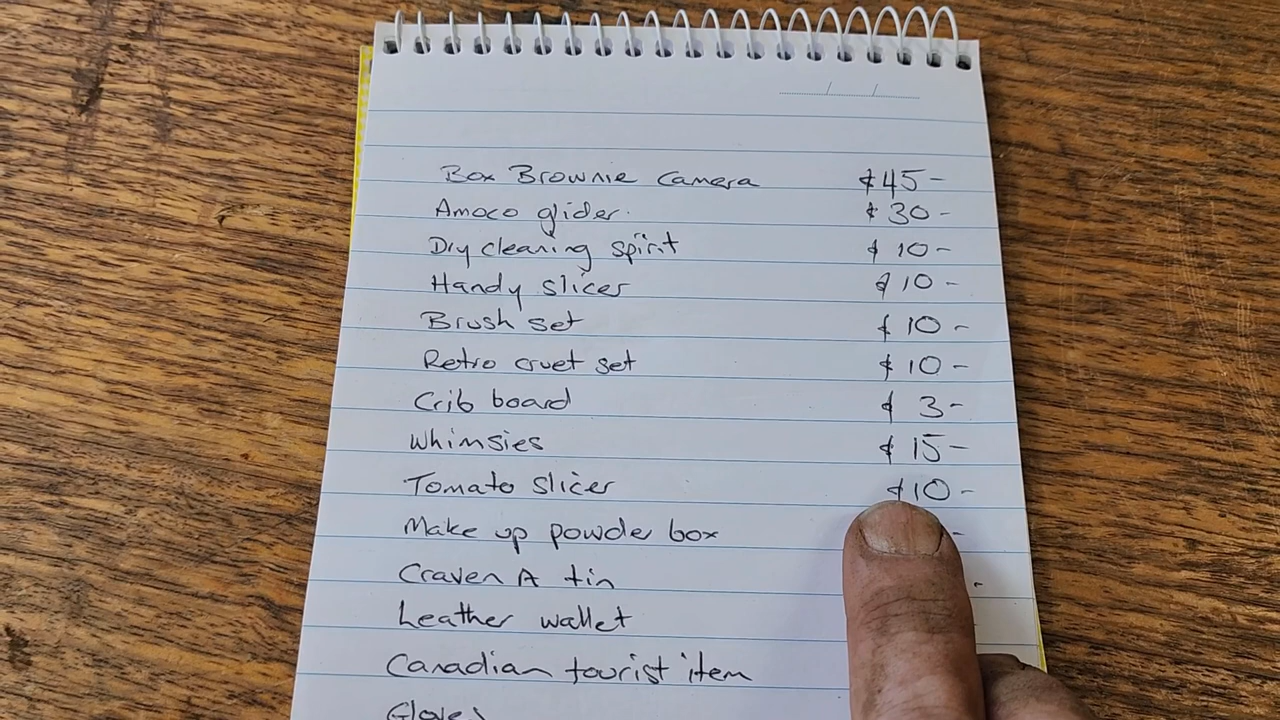 Box Brownie camera $45-
Amoco glider. $30-
Dry cleaning spirit $10-
Handy slicer $10-
Brush set $10-
Retro cruet set $10-
Crib board $3-
Whimsies $15-
Tomato slicer $10-
Make up powder box -
Craven A tin -
Leather wallet -
Canadian tourist item
Gloves